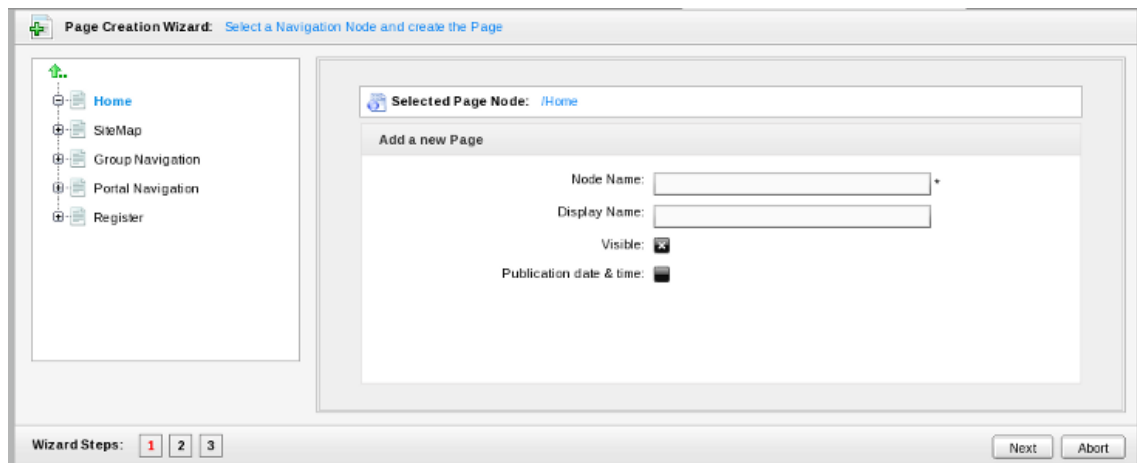 Page Creation Wizard: Select a Navigation Node and create the Page
Home
SiteMap
Group Navigation
Portal Navigation
Register
Selected Page Node: /Home
Add a new Page
Node Name: *
Display Name:
Visible:
Publication date & time:
Wizard Steps: 1 2 3
Next Abort